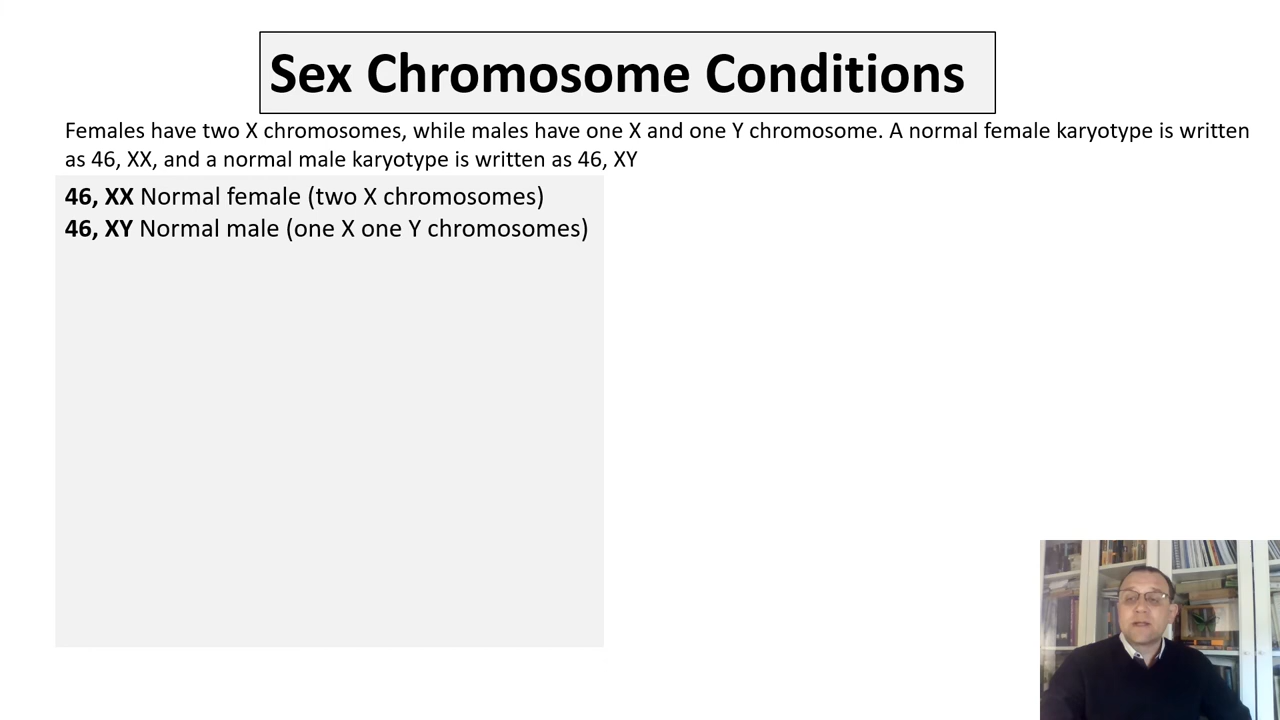 Sex Chromosome Conditions
Females have two X chromosomes, while males have one X and one Y chromosome. A normal female karyotype is written
as 46, XX, and a normal male karyotype is written as 46, XY
46, XX Normal female (two X chromosomes)
46, XY Normal male (one X one Y chromosomes)